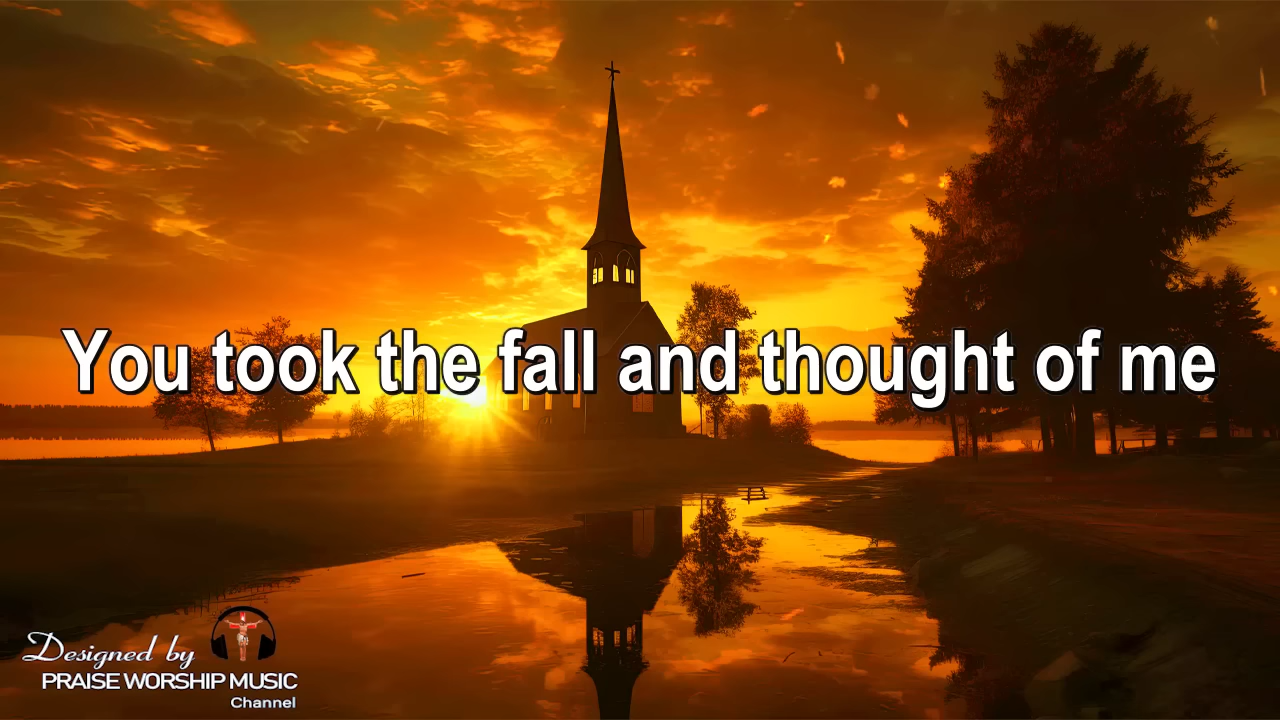 You took the fall and thought of me
Designed by
PRAISE WORSHIP MUSIC
Channel